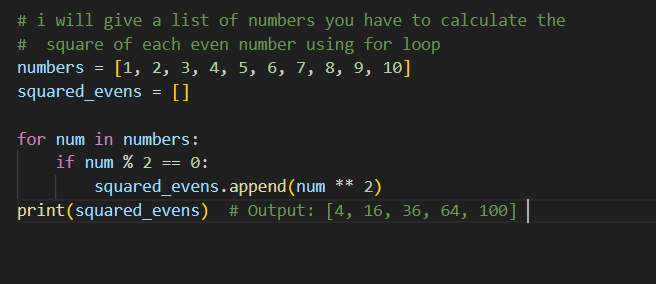 # i will give a list of numbers you have to calculate the
#  square of each even number using for loop
numbers = [1, 2, 3, 4, 5, 6, 7, 8, 9, 10]
squared_evens = []
for num in numbers:
    if num % 2 == 0:
        squared_evens.append(num ** 2)
print(squared_evens)  # Output: [4, 16, 36, 64, 100]